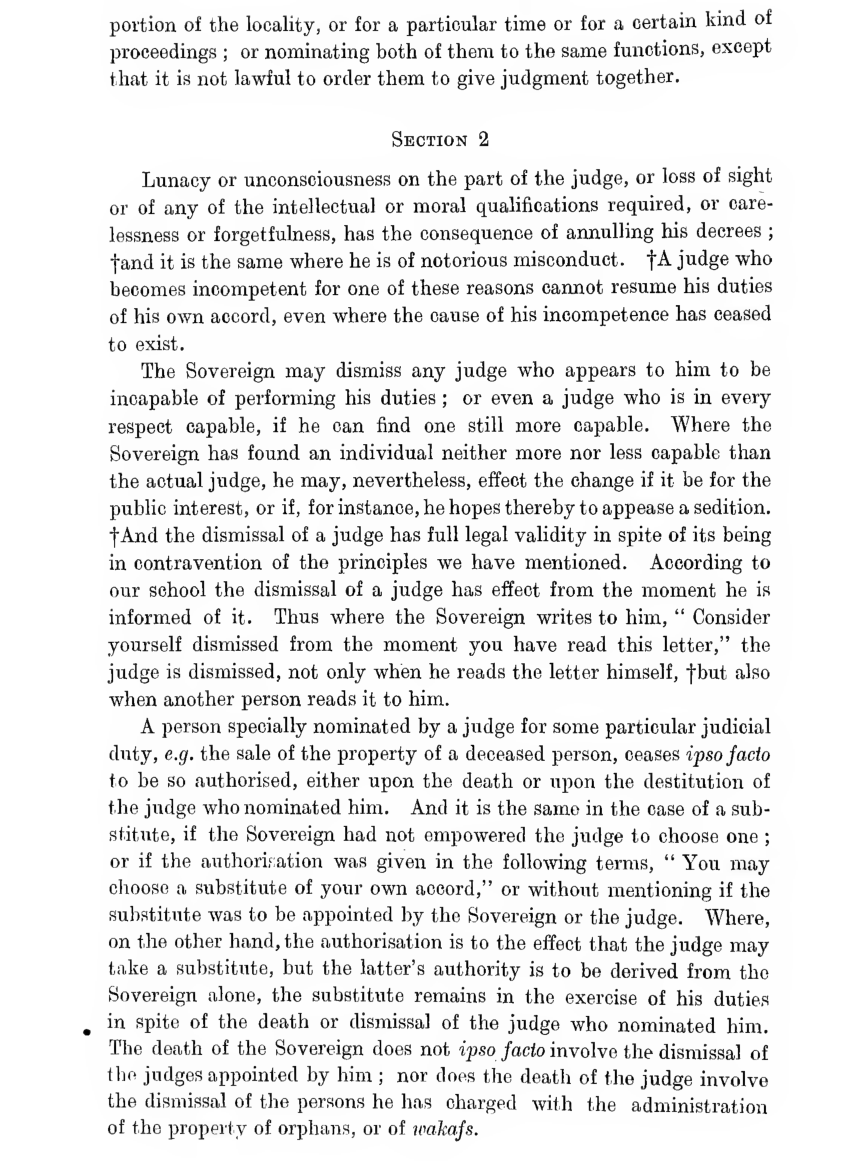 portion of the locality, or for a particular time or for a certain kind of
proceedings ; or nominating both of them to the same functions, except
that it is not lawful to order them to give judgment together.
SECTION 2
Lunacy or unconsciousness on the part of the judge, or loss of sight
or of any of the intellectual or moral qualifications required, or care-
lessness or forgetfulness, has the consequence of annulling his decrees ;
†and it is the same where he is of notorious misconduct. †A judge who
becomes incompetent for one of these reasons cannot resume his duties
of his own accord, even where the cause of his incompetence has ceased
to exist.
The Sovereign may dismiss any judge who appears to him to be
incapable of performing his duties ; or even a judge who is in every
respect capable, if he can find one still more capable. Where the
Sovereign has found an individual neither more nor less capable than
the actual judge, he may, nevertheless, effect the change if it be for the
public interest, or if, for instance, he hopes thereby to appease a sedition.
†And the dismissal of a judge has full legal validity in spite of its being
in contravention of the principles we have mentioned. According to
our school the dismissal of a judge has effect from the moment he is
informed of it. Thus where the Sovereign writes to him, “ Consider
yourself dismissed from the moment you have read this letter,” the
judge is dismissed, not only when he reads the letter himself, †but also
when another person reads it to him.
A person specially nominated by a judge for some particular judicial
duty, e.g. the sale of the property of a deceased person, ceases ipso facto
to be so authorised, either upon the death or upon the destitution of
the judge who nominated him. And it is the same in the case of a sub-
stitute, if the Sovereign had not empowered the judge to choose one ;
or if the authorisation was given in the following terms, “ You may
choose a substitute of your own accord,” or without mentioning if the
substitute was to be appointed by the Sovereign or the judge. Where,
on the other hand, the authorisation is to the effect that the judge may
take a substitute, but the latter’s authority is to be derived from the
Sovereign alone, the substitute remains in the exercise of his duties
in spite of the death or dismissal of the judge who nominated him.
The death of the Sovereign does not ipso facto involve the dismissal of
the judges appointed by him ; nor does the death of the judge involve
the dismissal of the persons he has charged with the administration
of the property of orphans, or of wakafs.